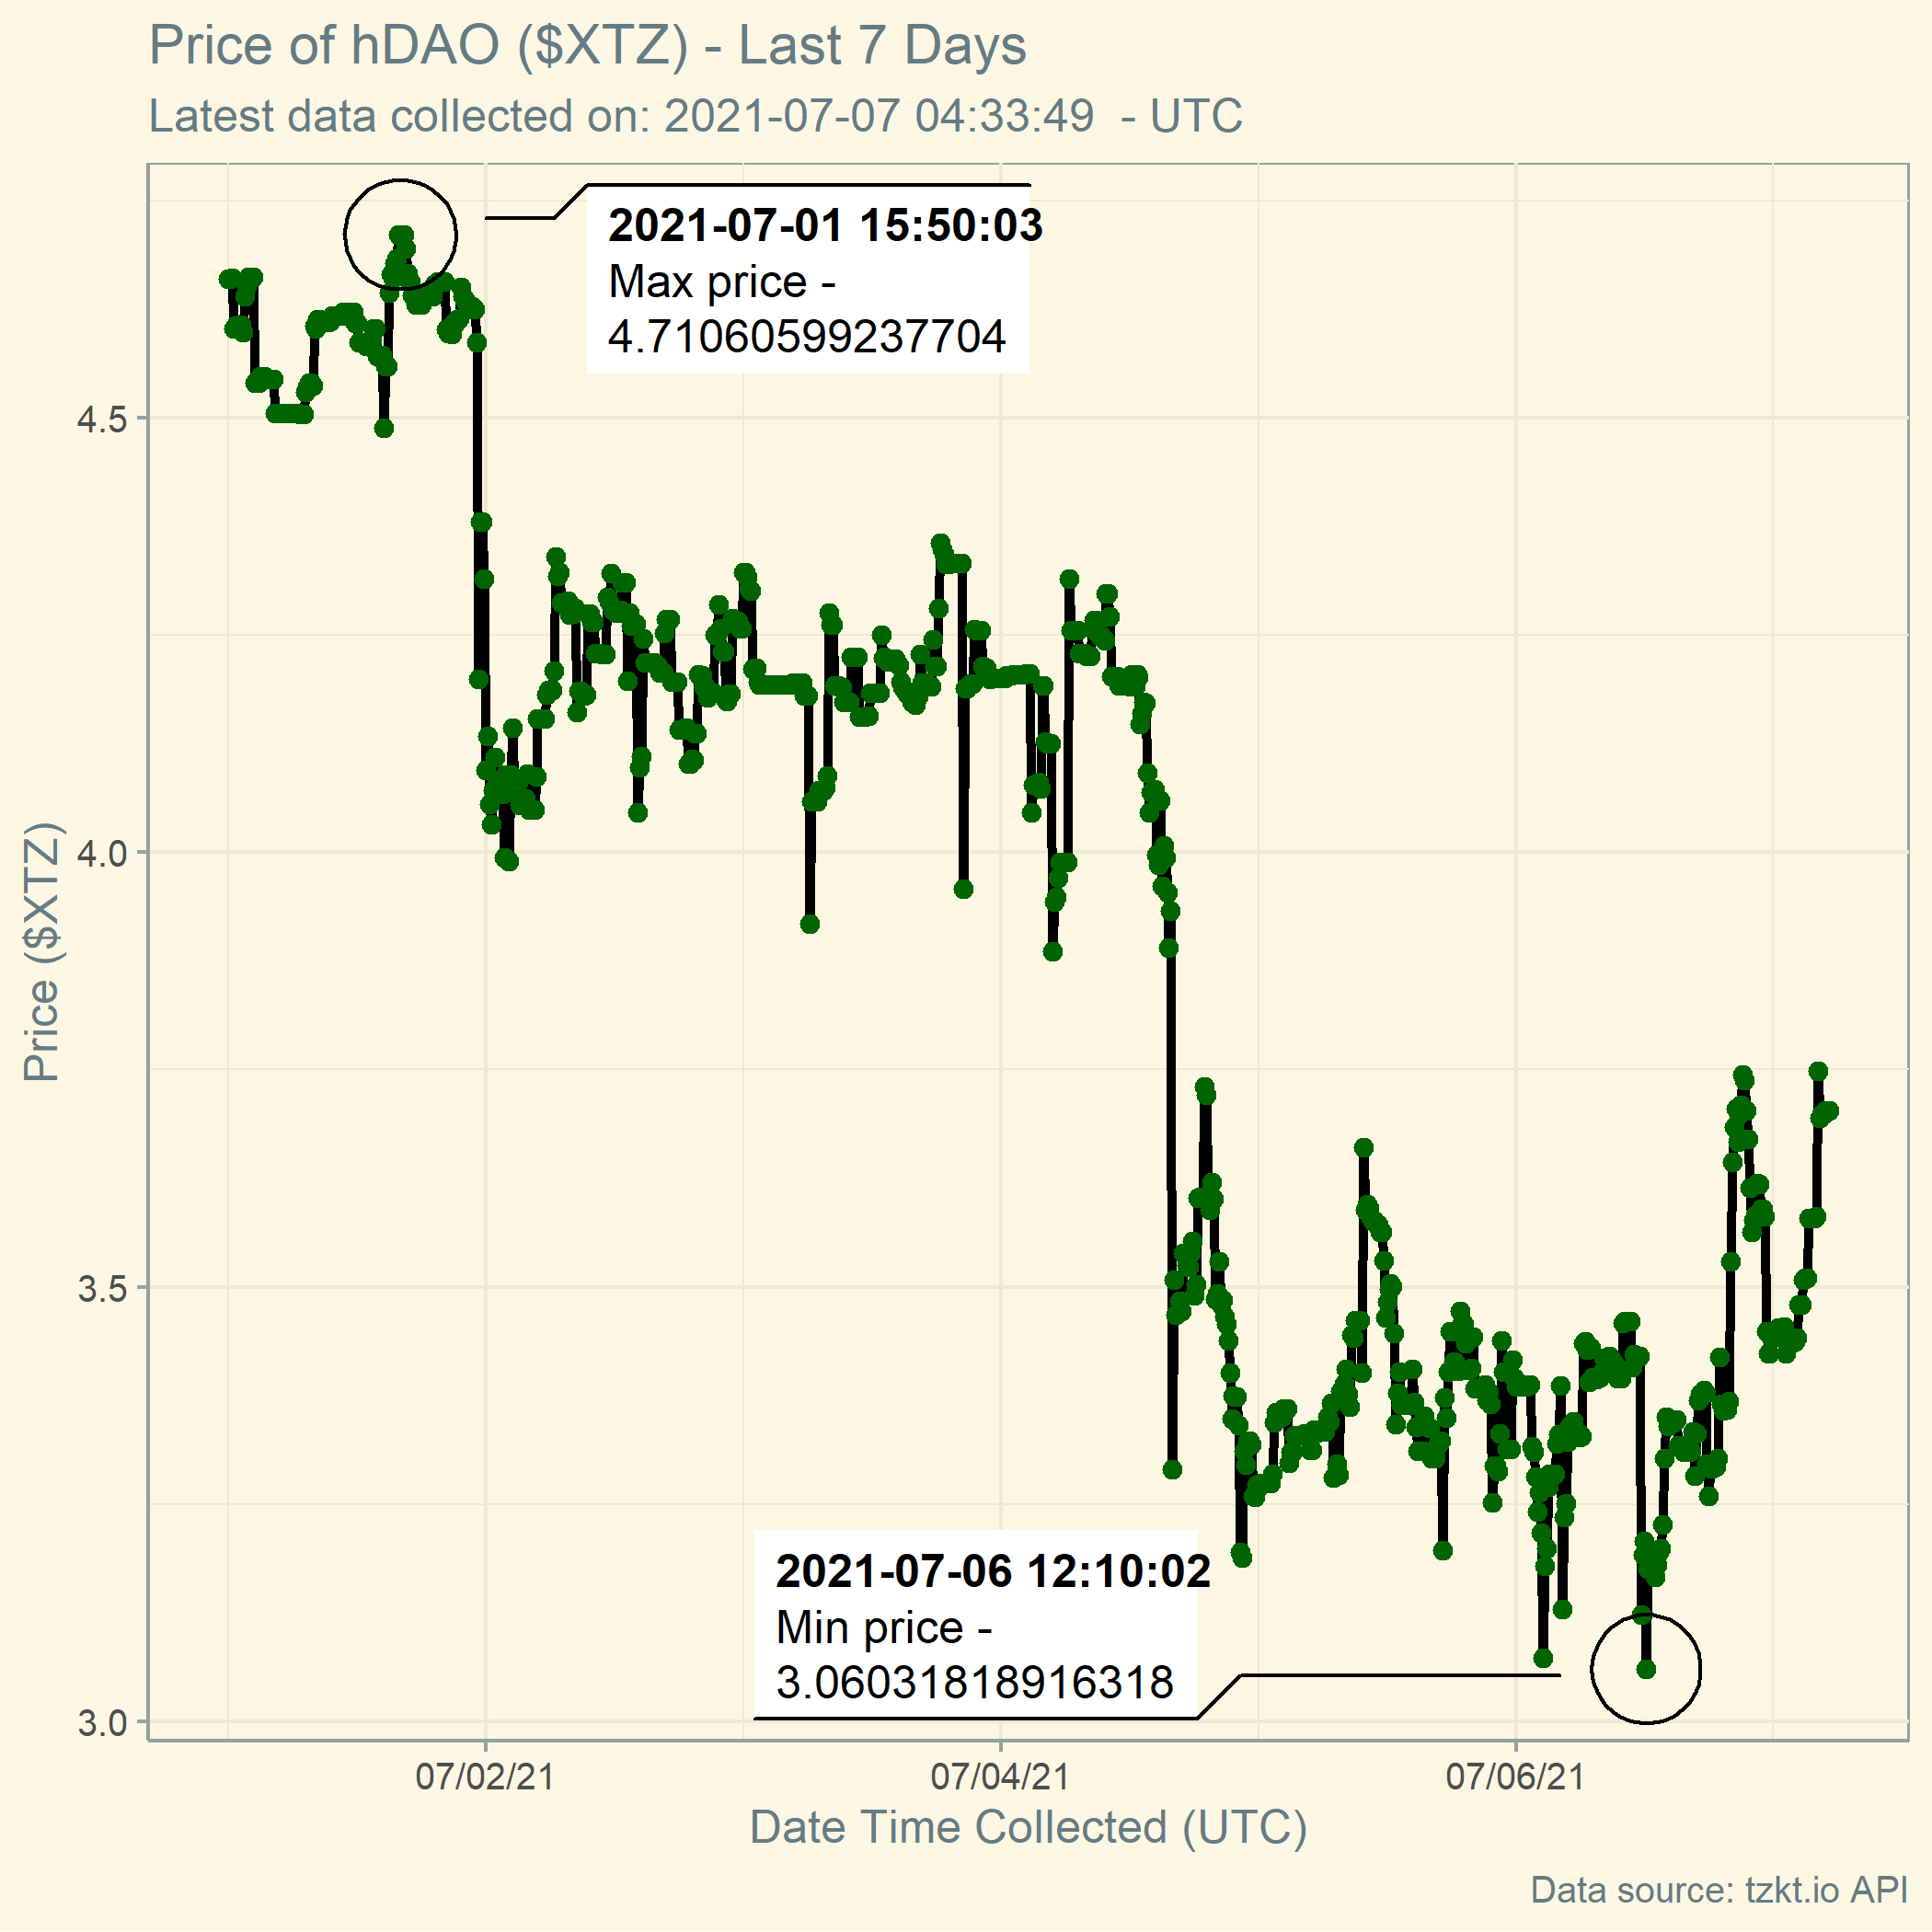 Price of hDAO ($XTZ) - Last 7 Days
Latest data collected on: 2021-07-07 04:33:49  - UTC
2021-07-01 15:50:03
Max price -
4.71060599237704
4.5
4.0
3.5
3.0
Price ($XTZ)
2021-07-06 12:10:02
Min price -
3.06031818916318
07/02/21
07/04/21
07/06/21
Date Time Collected (UTC)
Data source: tzkt.io API